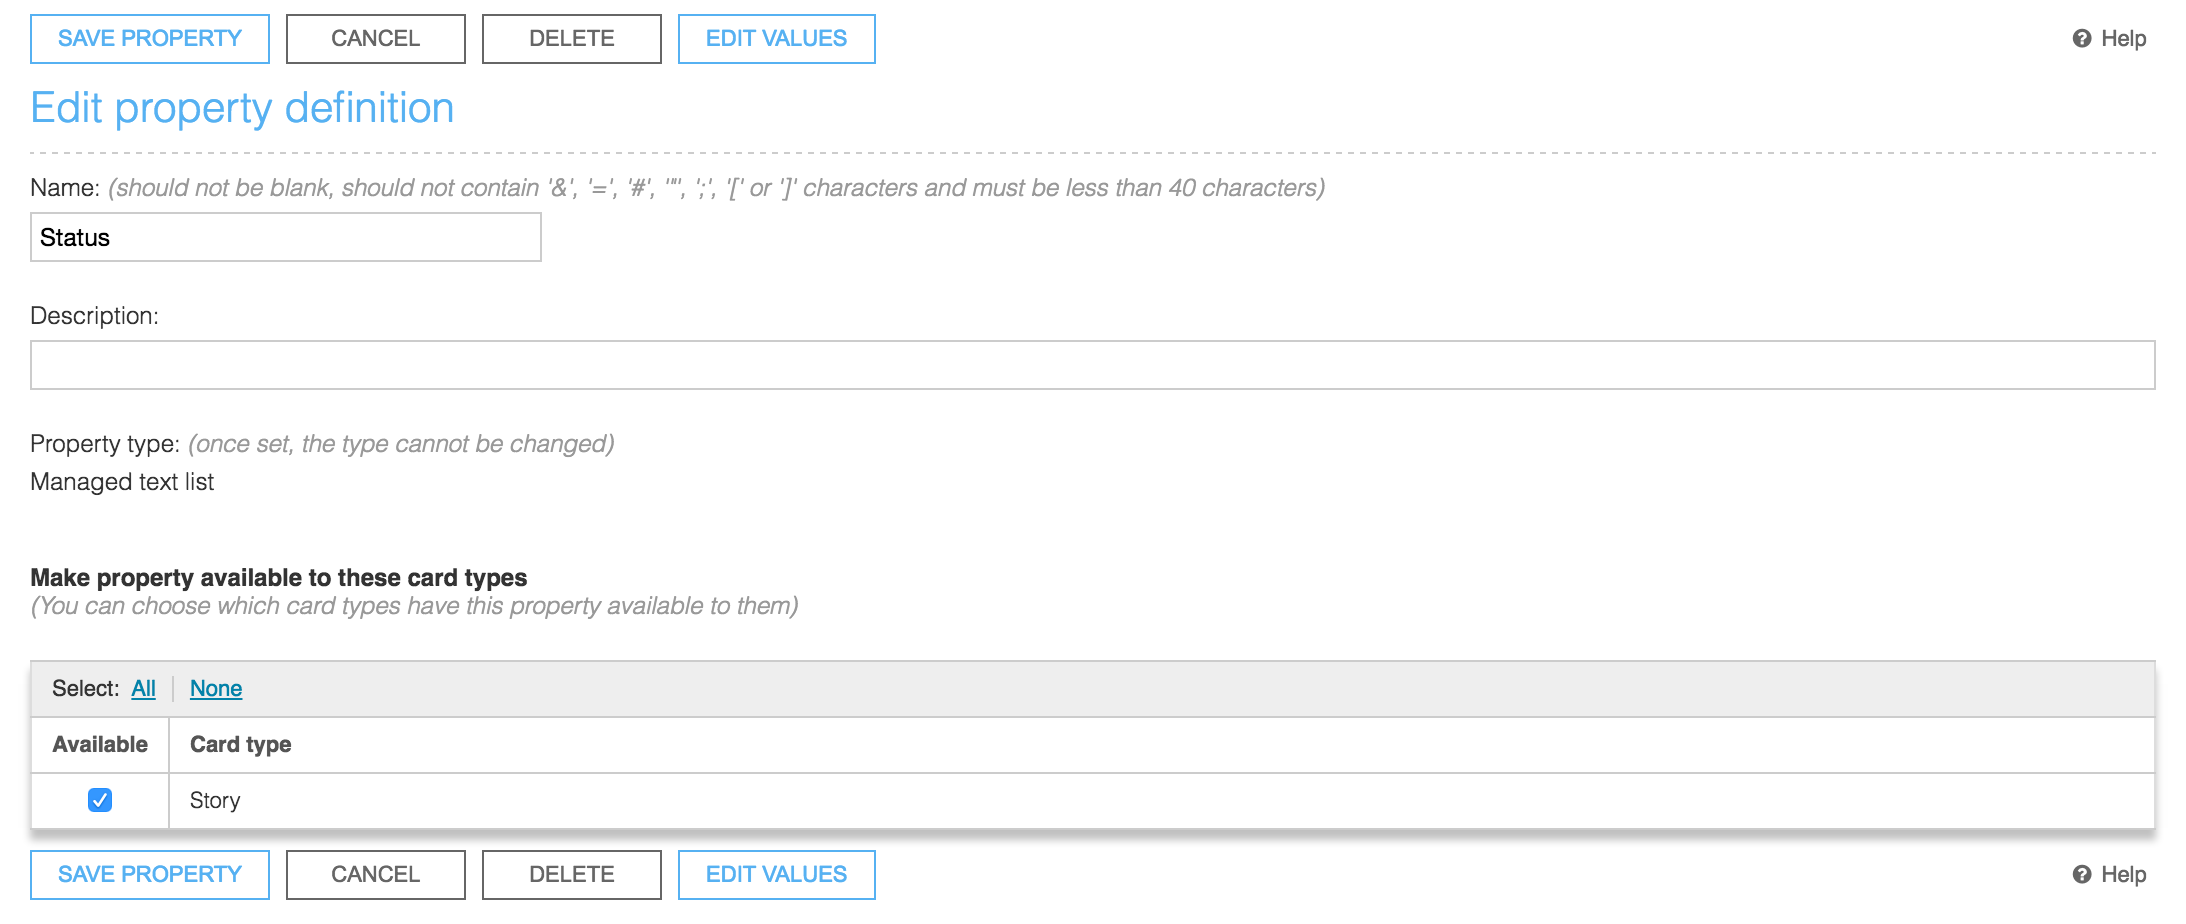 SAVE PROPERTY CANCEL DELETE EDIT VALUES Help
Edit property definition
Name: (should not be blank, should not contain '&', '=', '#', '"', ';', '[' or ']' characters and must be less than 40 characters)
Status
Description:
Property type: (once set, the type cannot be changed)
Managed text list
Make property available to these card types
(You can choose which card types have this property available to them)
Select: All None
Available Card type
Story
SAVE PROPERTY CANCEL DELETE EDIT VALUES Help